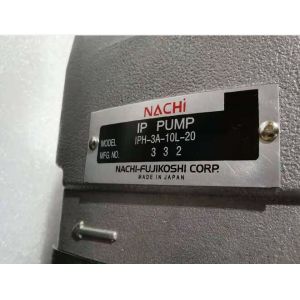 NACHi
IP PUMP
MODEL IPH-3A-10L-20
MFG. NO. 3 3 2
NACHI-FUJIKOSHI CORP.
MADE IN JAPAN